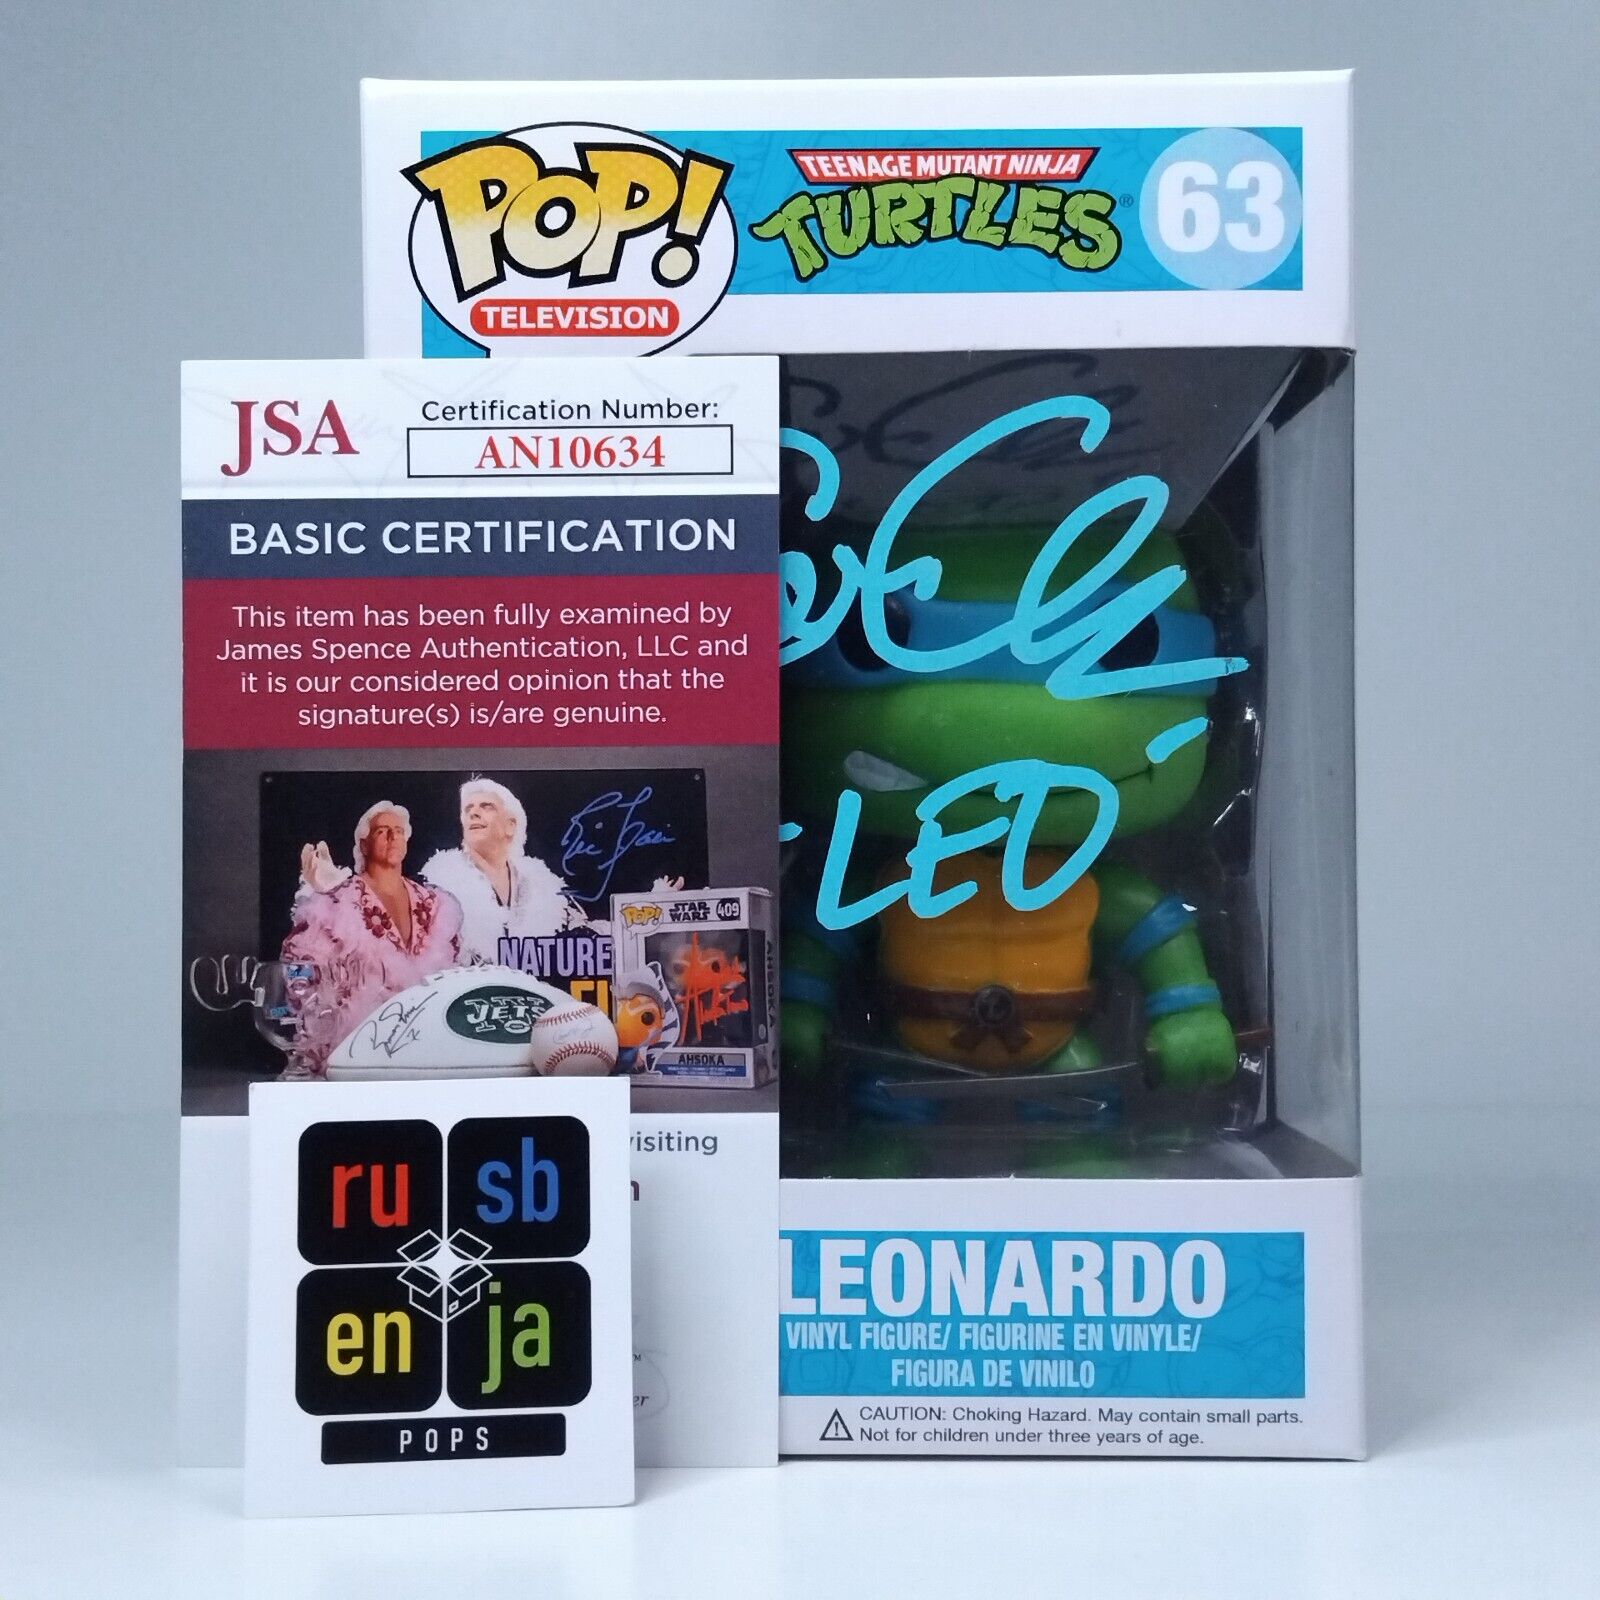 POP!
TELEVISION
TEENAGE MUTANT NINJA
TURTLES®
63
JSA
Certification Number:
AN10634
BASIC CERTIFICATION
This item has been fully examined by
James Spence Authentication, LLC and
it is our considered opinion that the
signature(s) is/are genuine.
-LEO-
NATURE
JETS
POP!
STAR WARS
409
AHSOKA
AHSOKA
visiting
ru sb
en ja
POPS
LEONARDO
VINYL FIGURE/ FIGURINE EN VINYLE/
FIGURA DE VINILO
CAUTION: Choking Hazard. May contain small parts.
Not for children under three years of age.